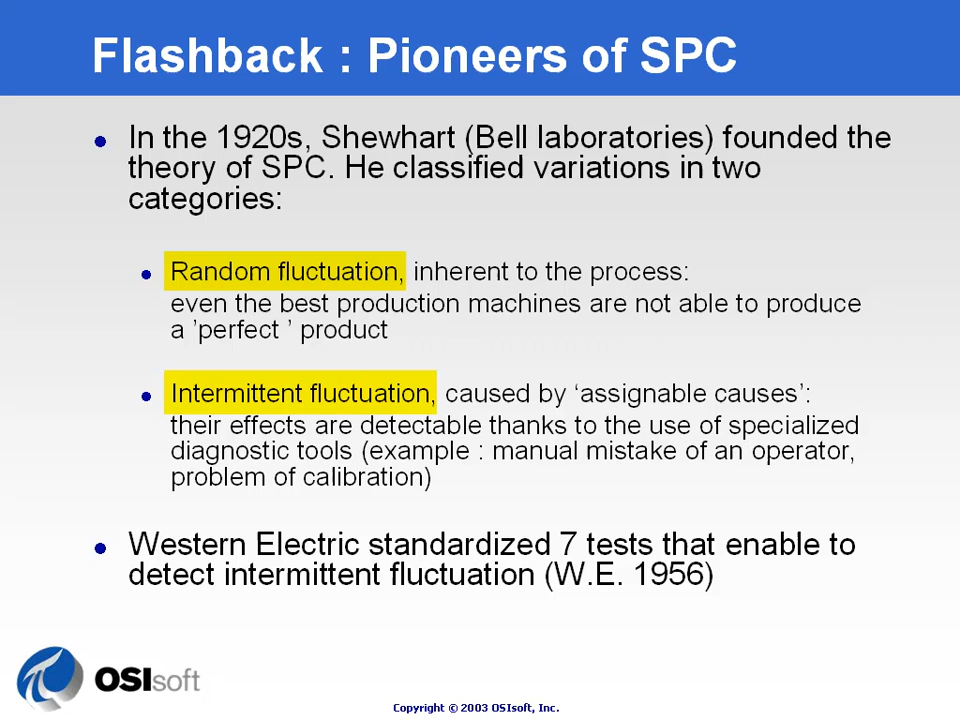 Flashback : Pioneers of SPC
In the 1920s, Shewhart (Bell laboratories) founded the
theory of SPC. He classified variations in two
categories:
Random fluctuation, inherent to the process:
even the best production machines are not able to produce
a ’perfect ’ product
Intermittent fluctuation, caused by ‘assignable causes’:
their effects are detectable thanks to the use of specialized
diagnostic tools (example : manual mistake of an operator,
problem of calibration)
Western Electric standardized 7 tests that enable to
detect intermittent fluctuation (W.E. 1956)
OSIsoft
Copyright © 2003 OSIsoft, Inc.